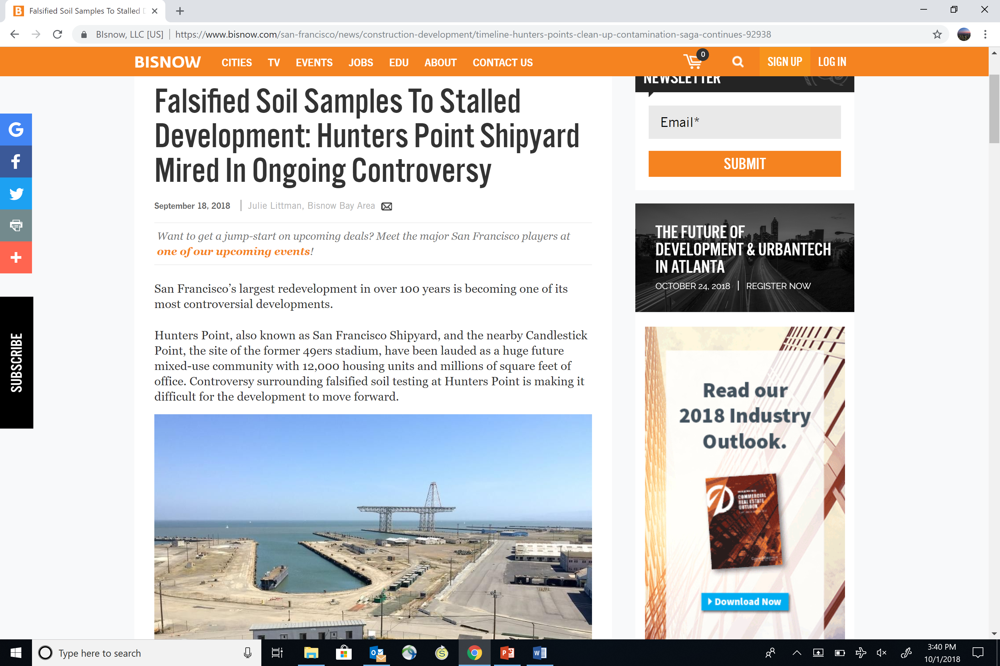 Falsified Soil Samples To Stalled D
BIsnow, LLC [US]
https://www.bisnow.com/san-francisco/news/construction-development/timeline-hunters-points-clean-up-contamination-saga-continues-92938
BISNOW CITIES TV EVENTS JOBS EDU ABOUT CONTACT US 0 SIGN UP LOG IN
Falsified Soil Samples To Stalled
Development: Hunters Point Shipyard
Mired In Ongoing Controversy
September 18, 2018 | Julie Littman, Bisnow Bay Area
Want to get a jump-start on upcoming deals? Meet the major San Francisco players at
one of our upcoming events!
San Francisco’s largest redevelopment in over 100 years is becoming one of its
most controversial developments.
Hunters Point, also known as San Francisco Shipyard, and the nearby Candlestick
Point, the site of the former 49ers stadium, have been lauded as a huge future
mixed-use community with 12,000 housing units and millions of square feet of
office. Controversy surrounding falsified soil testing at Hunters Point is making it
difficult for the development to move forward.
SUBSCRIBE
NEWSLETTER
Email*
SUBMIT
THE FUTURE OF
DEVELOPMENT & URBANTECH
IN ATLANTA
OCTOBER 24, 2018 | REGISTER NOW
Read our
2018 Industry
Outlook.
COMMERCIAL
REAL ESTATE
OUTLOOK
Download Now
Type here to search
3:40 PM
10/1/2018